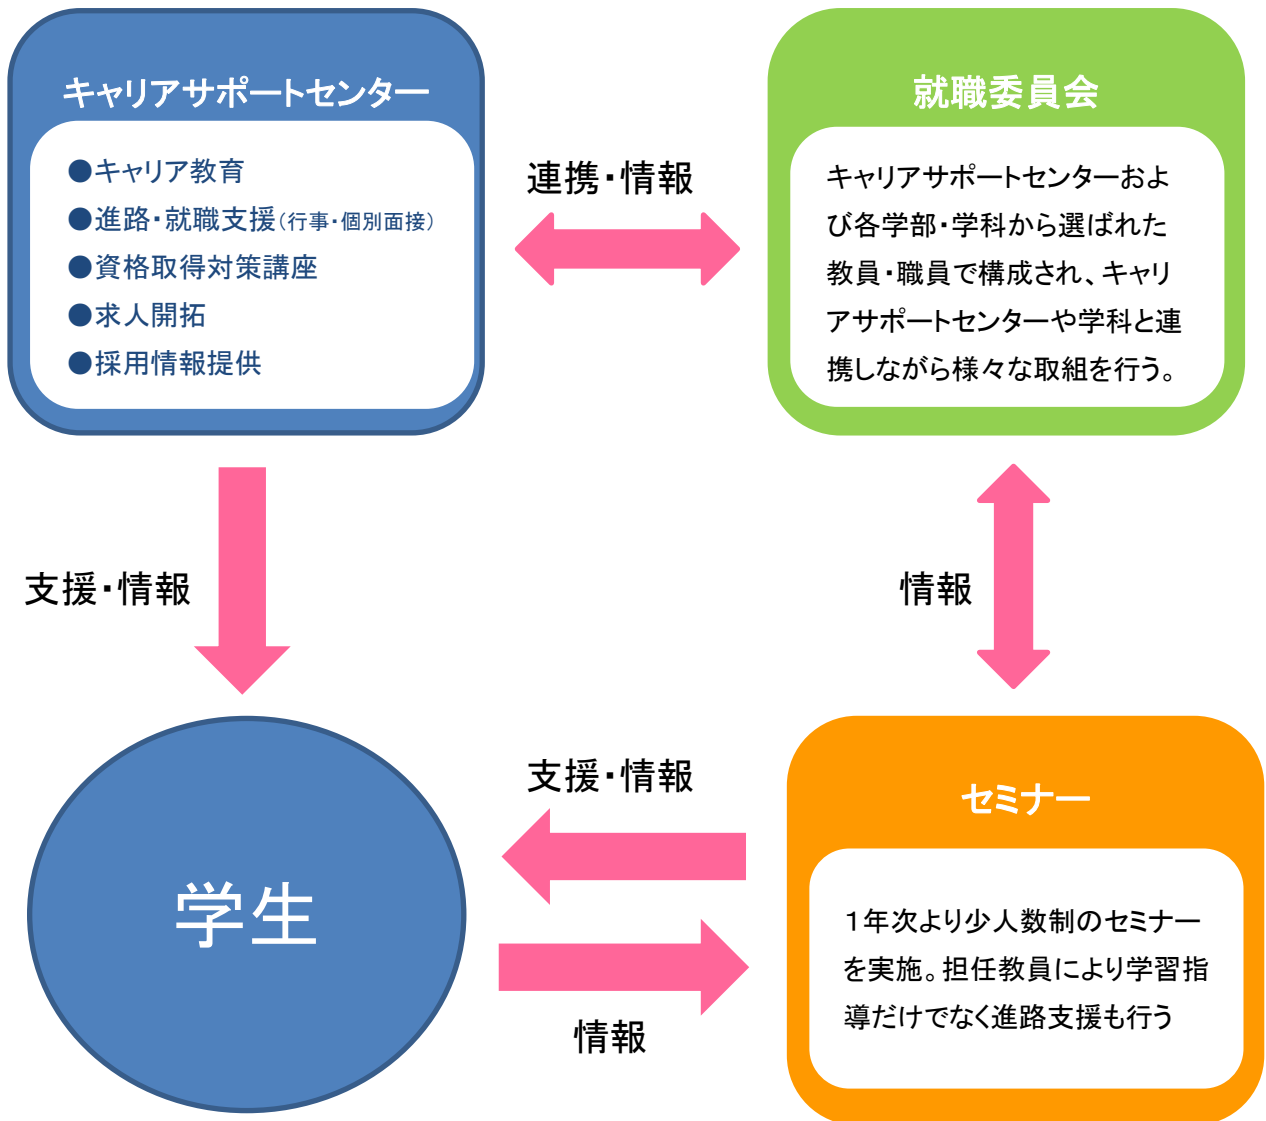 キャリアサポートセンター
●キャリア教育
●進路・就職支援(行事・個別面接)
●資格取得対策講座
●求人開拓
●採用情報提供
連携・情報
就職委員会
キャリアサポートセンターおよ
び各学部・学科から選ばれた
教員・職員で構成され、キャリ
アサポートセンターや学科と連
携しながら様々な取組を行う。
支援・情報
情報
学生
支援・情報
情報
セミナー
１年次より少人数制のセミナー
を実施。担任教員により学習指
導だけでなく進路支援も行う